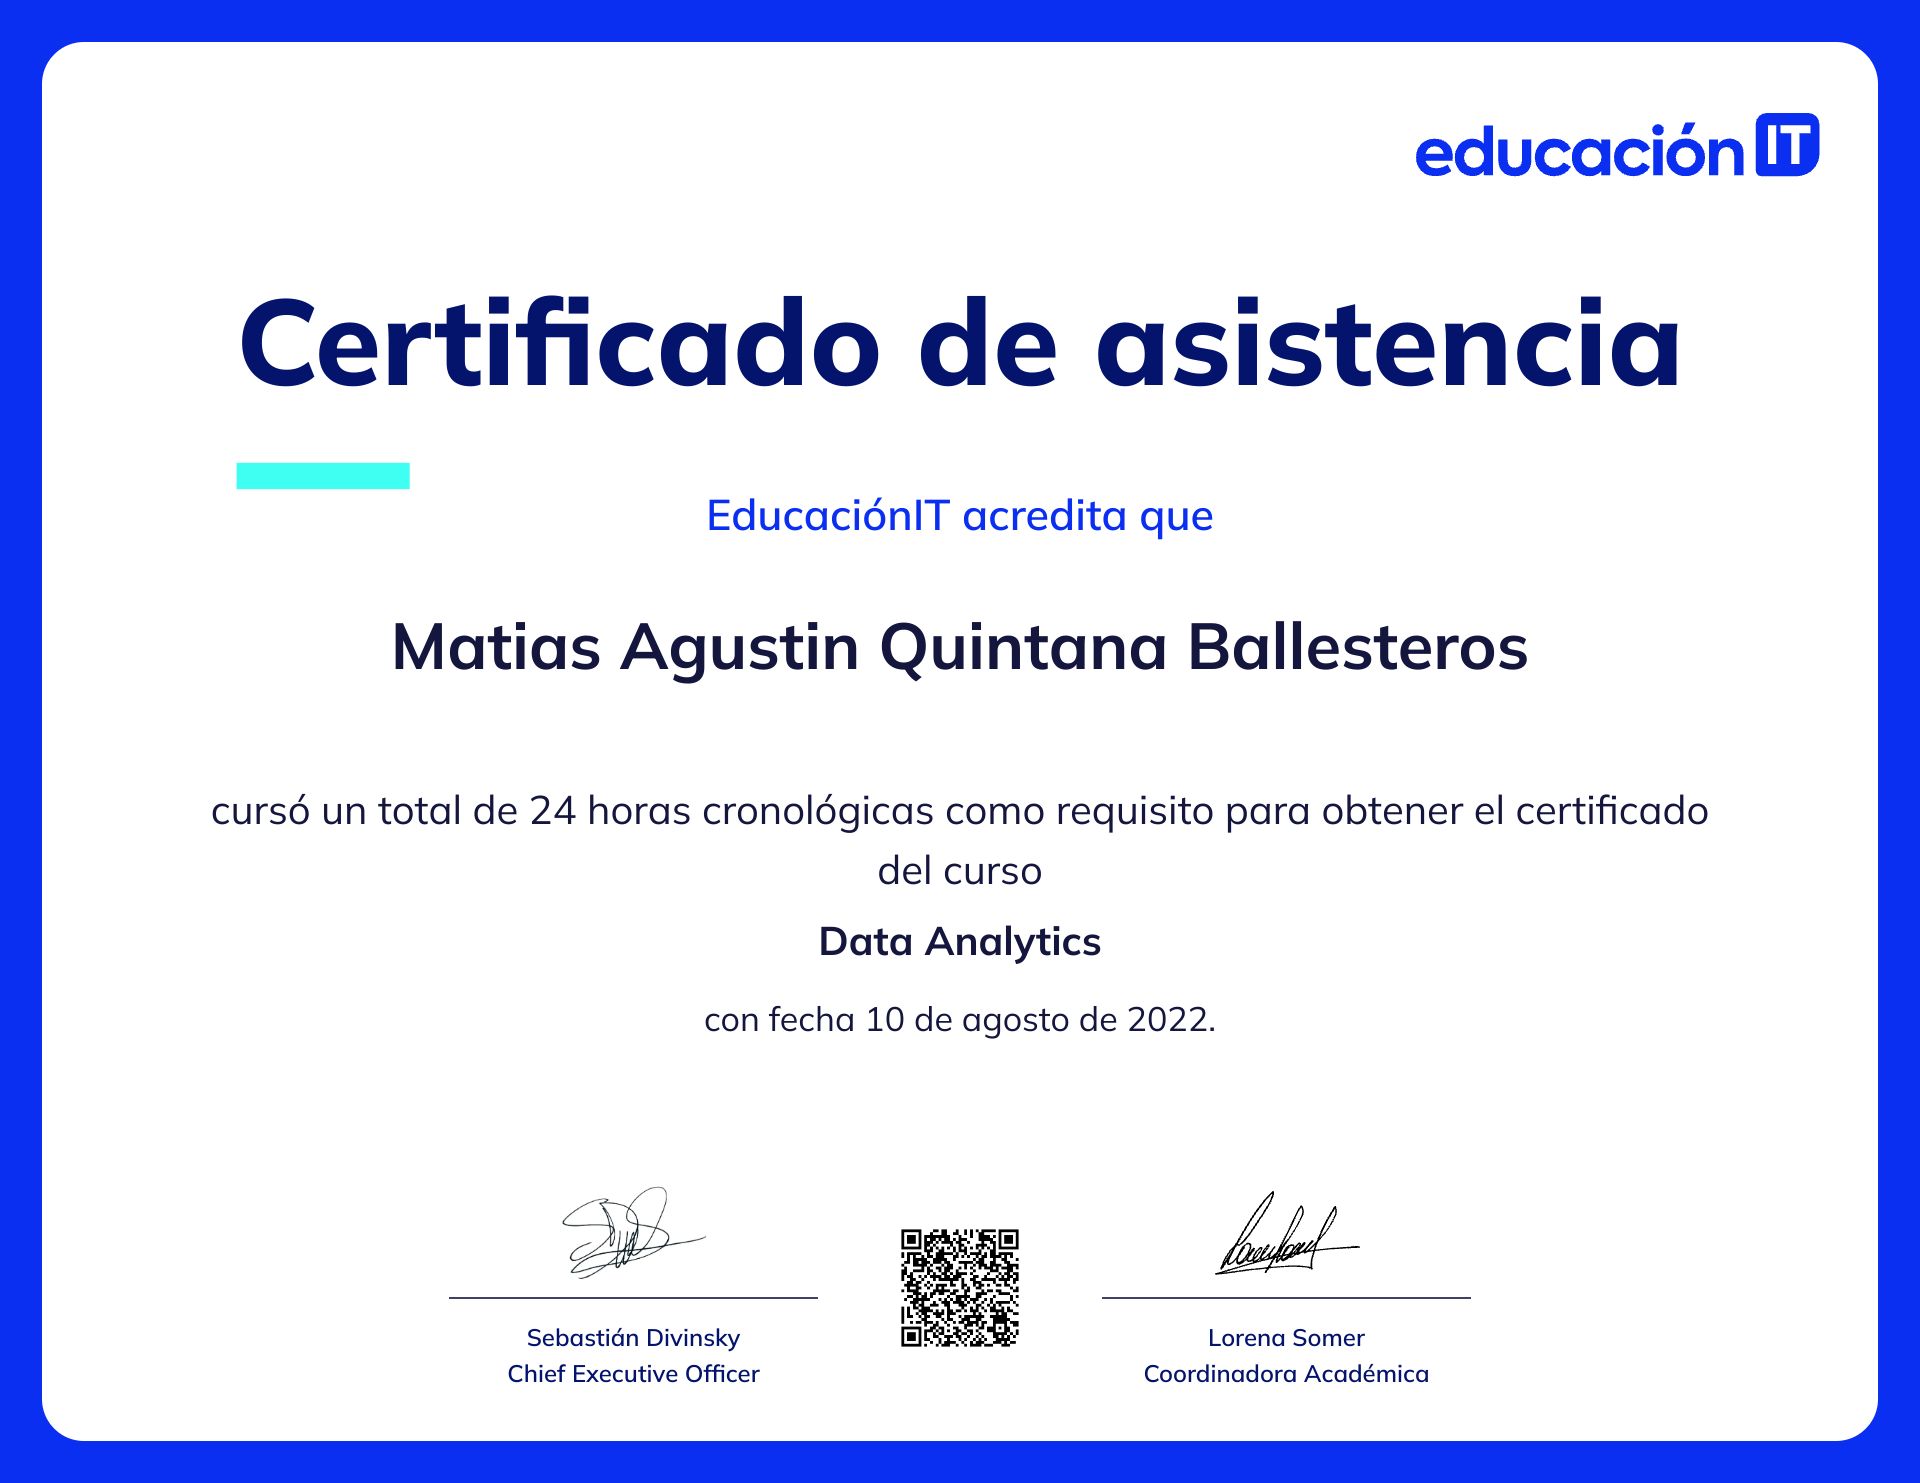 educación IT
Certificado de asistencia
EducaciónIT acredita que
Matias Agustin Quintana Ballesteros
cursó un total de 24 horas cronológicas como requisito para obtener el certificado
del curso
Data Analytics
con fecha 10 de agosto de 2022.
Sebastián Divinsky
Chief Executive Officer
Lorena Somer
Coordinadora Académica